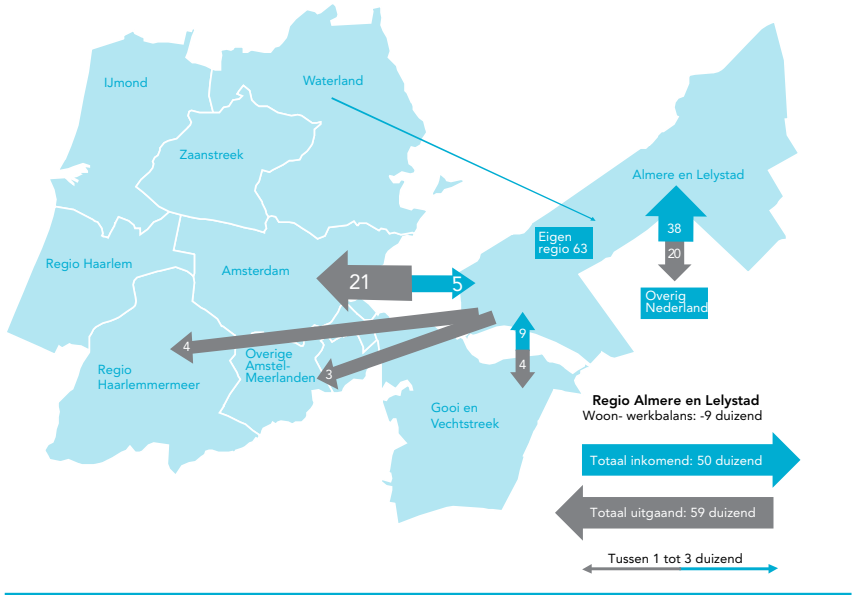 IJmond
Waterland
Zaanstreek
Almere en Lelystad
38
Eigen
regio 63
20
Regio Haarlem
Amsterdam
21
5
Overig
Nederland
9
4
3
4
Regio
Haarlemmermeer
Overige
Amstel-
Meerlanden
Gooi en
Vechtstreek
Regio Almere en Lelystad
Woon- werkbalans: -9 duizend
Totaal inkomend: 50 duizend
Totaal uitgaand: 59 duizend
Tussen 1 tot 3 duizend